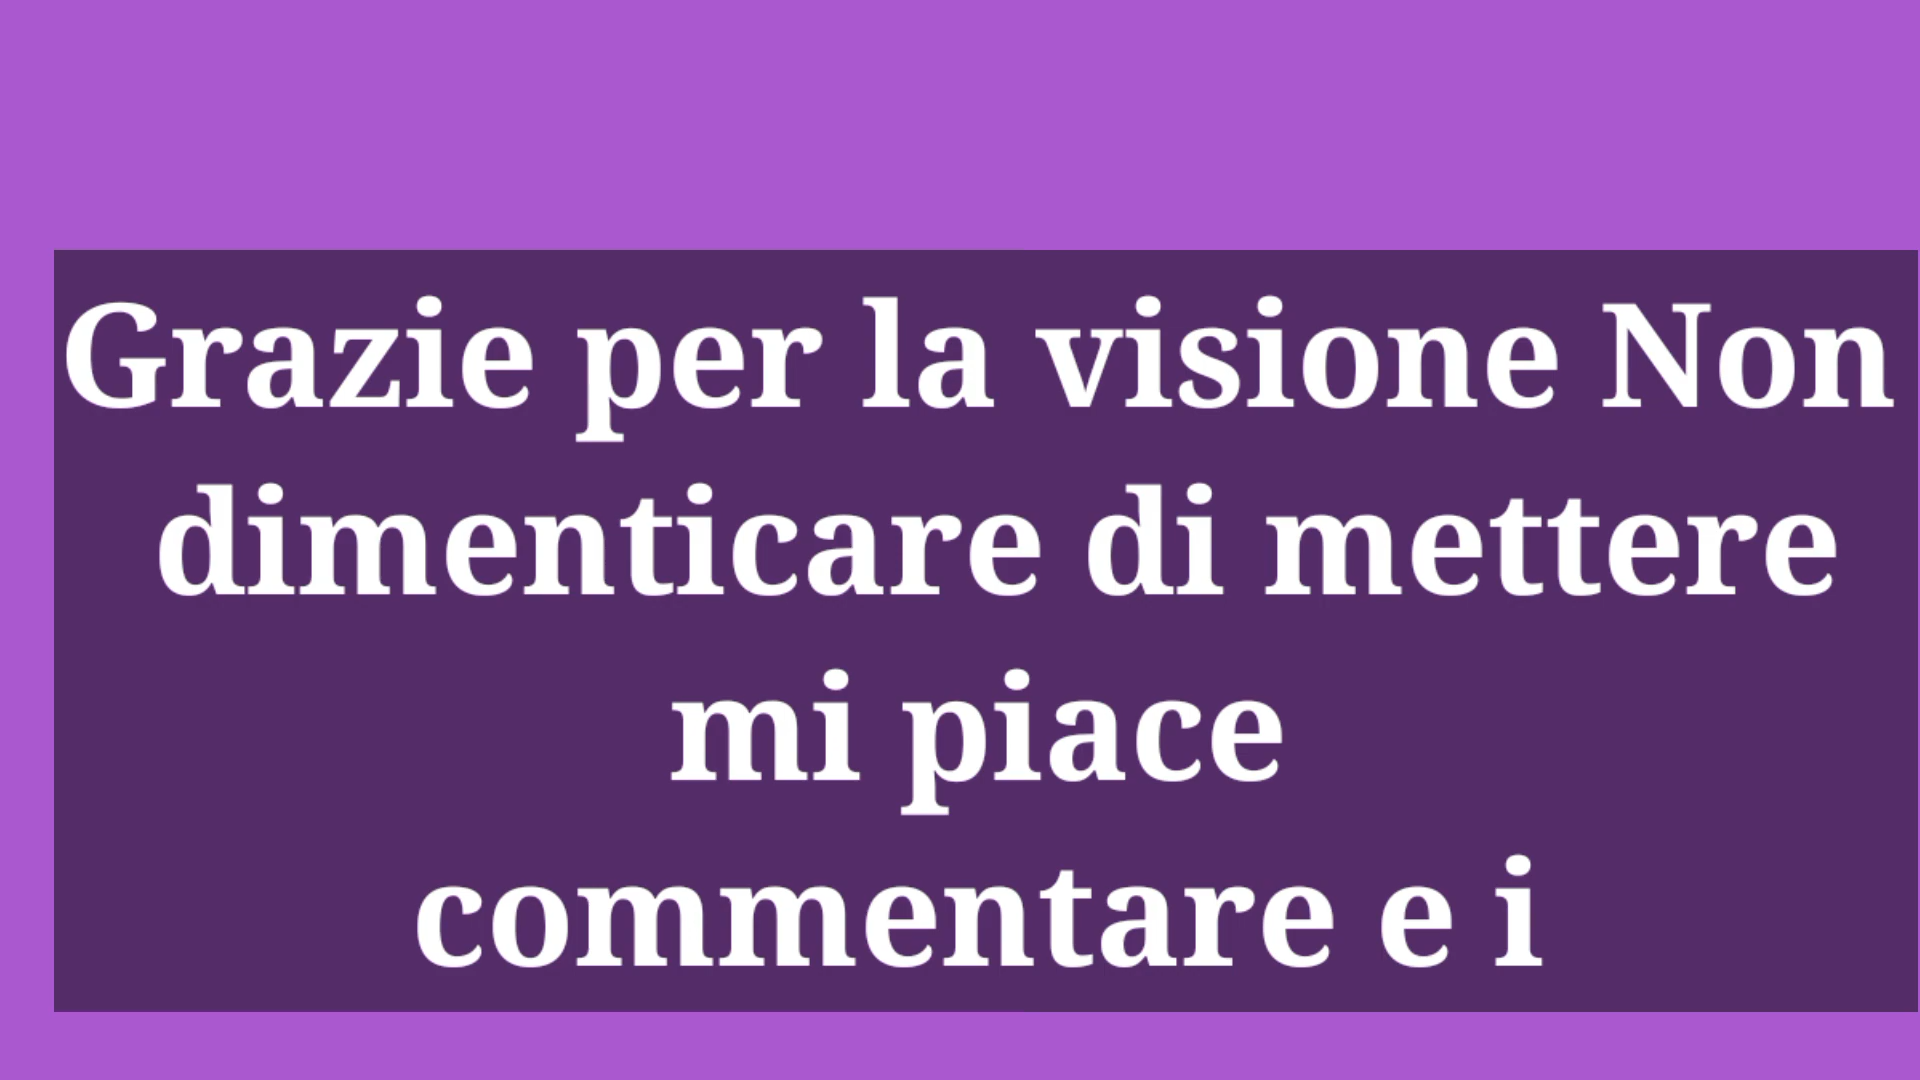 Grazie per la visione Non
dimenticare di mettere
mi piace
commentare e i